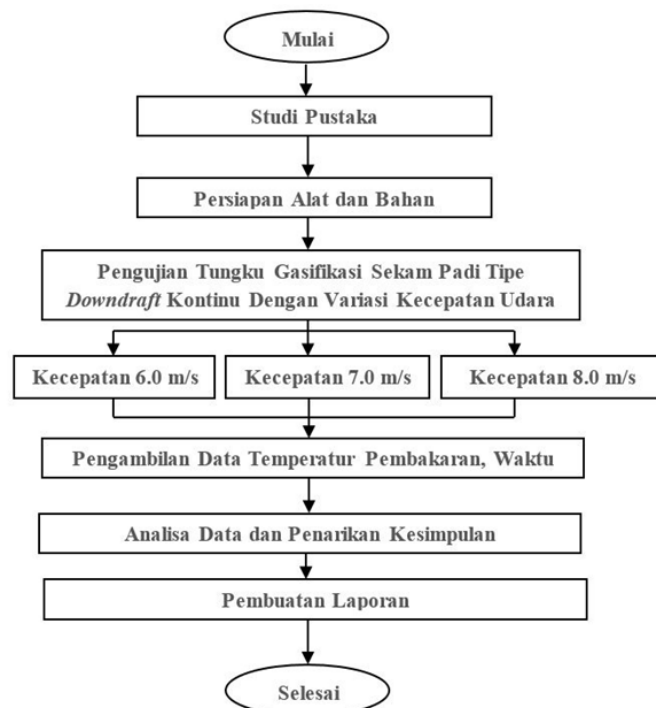 Mulai
Studi Pustaka
Persiapan Alat dan Bahan
Pengujian Tungku Gasifikasi Sekam Padi Tipe
Downdraft Kontinu Dengan Variasi Kecepatan Udara
Kecepatan 6.0 m/s
Kecepatan 7.0 m/s
Kecepatan 8.0 m/s
Pengambilan Data Temperatur Pembakaran, Waktu
Analisa Data dan Penarikan Kesimpulan
Pembuatan Laporan
Selesai